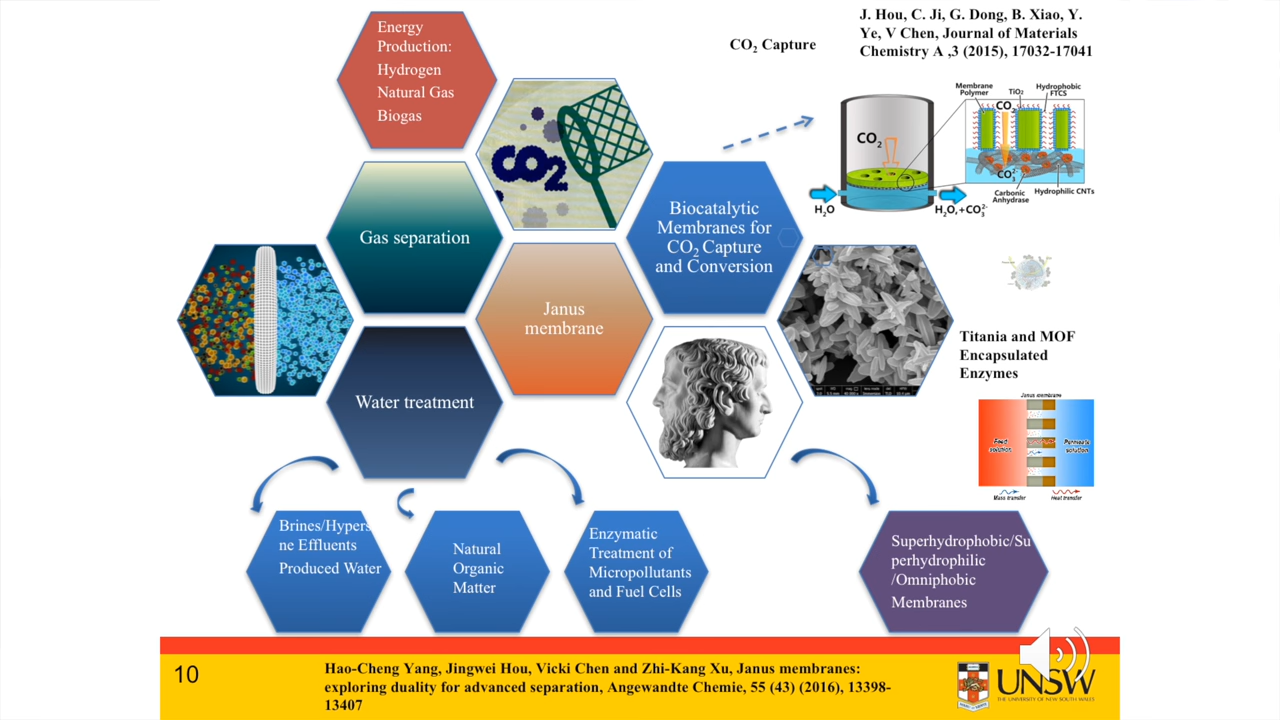 Energy
Production:
Hydrogen
Natural Gas
Biogas
CO₂ Capture
J. Hou, C. Ji, G. Dong, B. Xiao, Y.
Ye, V Chen, Journal of Materials
Chemistry A ,3 (2015), 17032-17041
Membrane
Polymer
TiO₂
Hydrophobic
FTCS
CO₂
CO₂
CO₃²⁻
Carbonic
Anhydrase
Hydrophilic CNTs
H₂O
H₂O,+CO₃²⁻
CO2
Gas separation
Biocatalytic
Membranes for
CO₂ Capture
and Conversion
Janus
membrane
Titania and MOF
Encapsulated
Enzymes
Water treatment
Janus membrane
Feed
solution
Permeate
solution
Mass transfer
Heat transfer
Brines/Hypers
ne Effluents
Produced Water
Natural
Organic
Matter
Enzymatic
Treatment of
Micropollutants
and Fuel Cells
Superhydrophobic/Su
perhydrophilic
/Omniphobic
Membranes
10
Hao-Cheng Yang, Jingwei Hou, Vicki Chen and Zhi-Kang Xu, Janus membranes:
exploring duality for advanced separation, Angewandte Chemie, 55 (43) (2016), 13398-
13407
UNSW
THE UNIVERSITY OF NEW SOUTH WALES